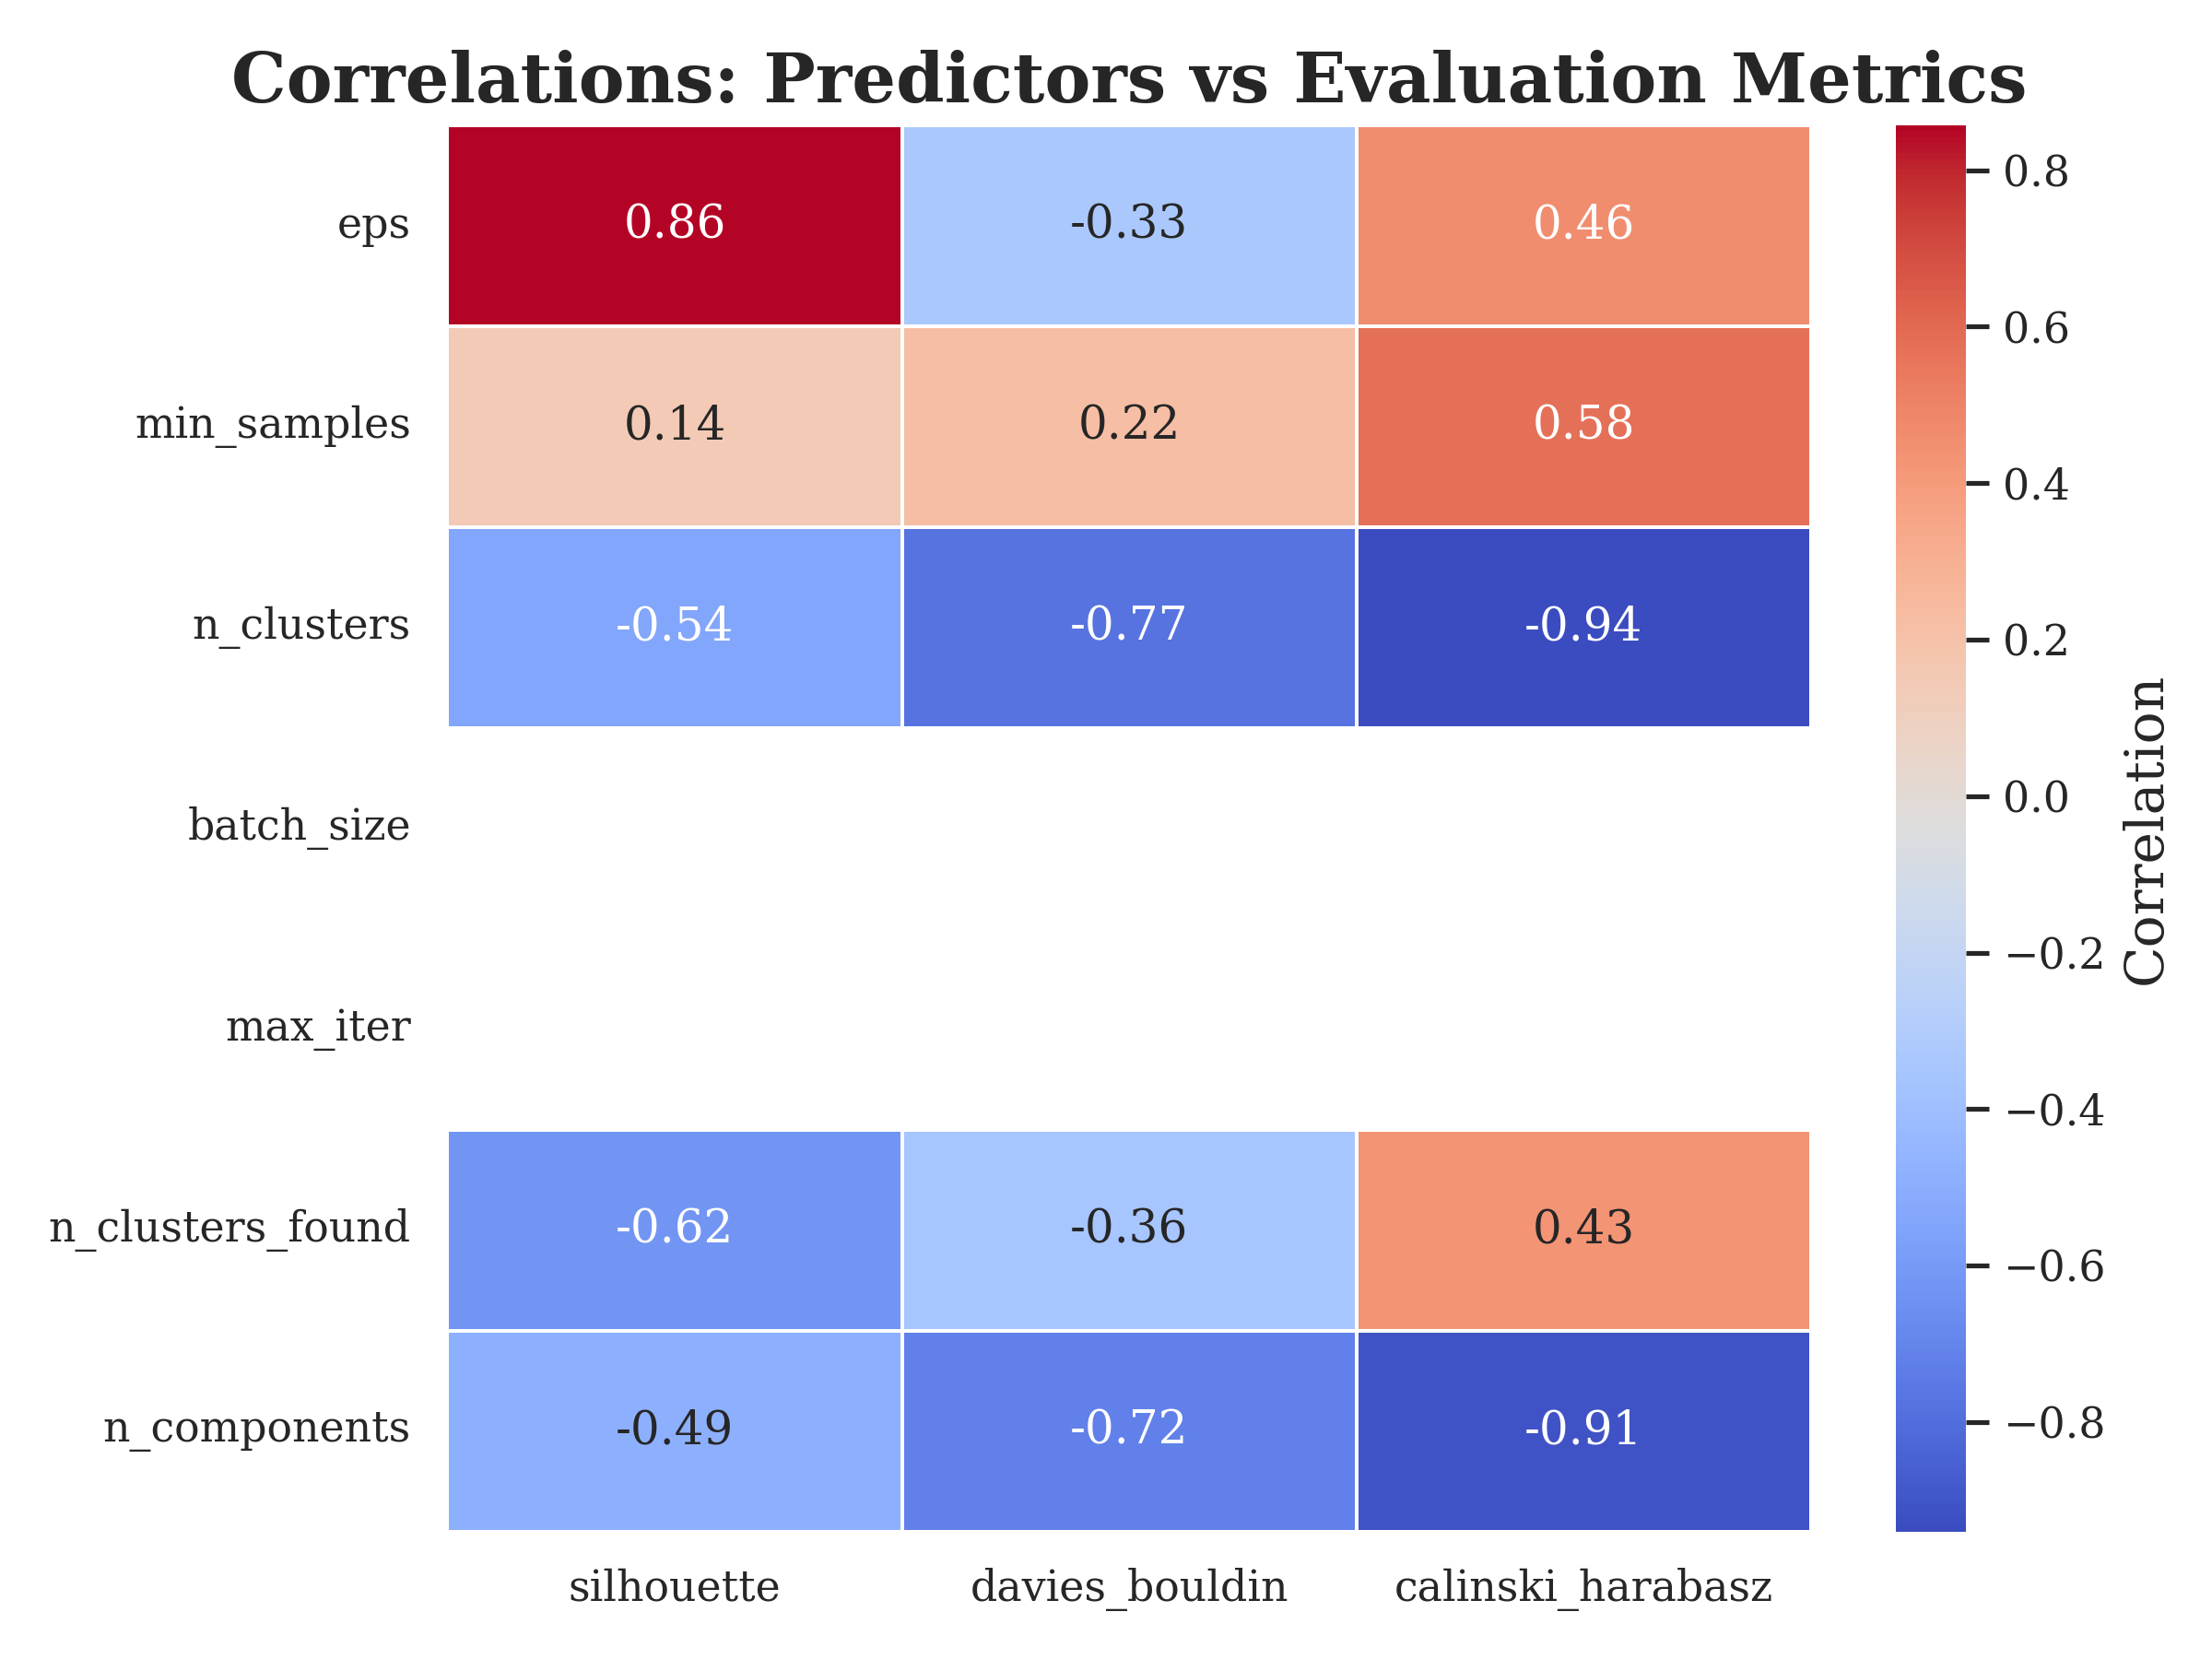 Correlations: Predictors vs Evaluation Metrics
eps
0.86
-0.33
0.46
min_samples
0.14
0.22
0.58
n_clusters
-0.54
-0.77
-0.94
batch_size
max_iter
n_clusters_found
-0.62
-0.36
0.43
n_components
-0.49
-0.72
-0.91
silhouette
davies_bouldin
calinski_harabasz
0.8
0.6
0.4
0.2
0.0
−0.2
−0.4
−0.6
−0.8
Correlation